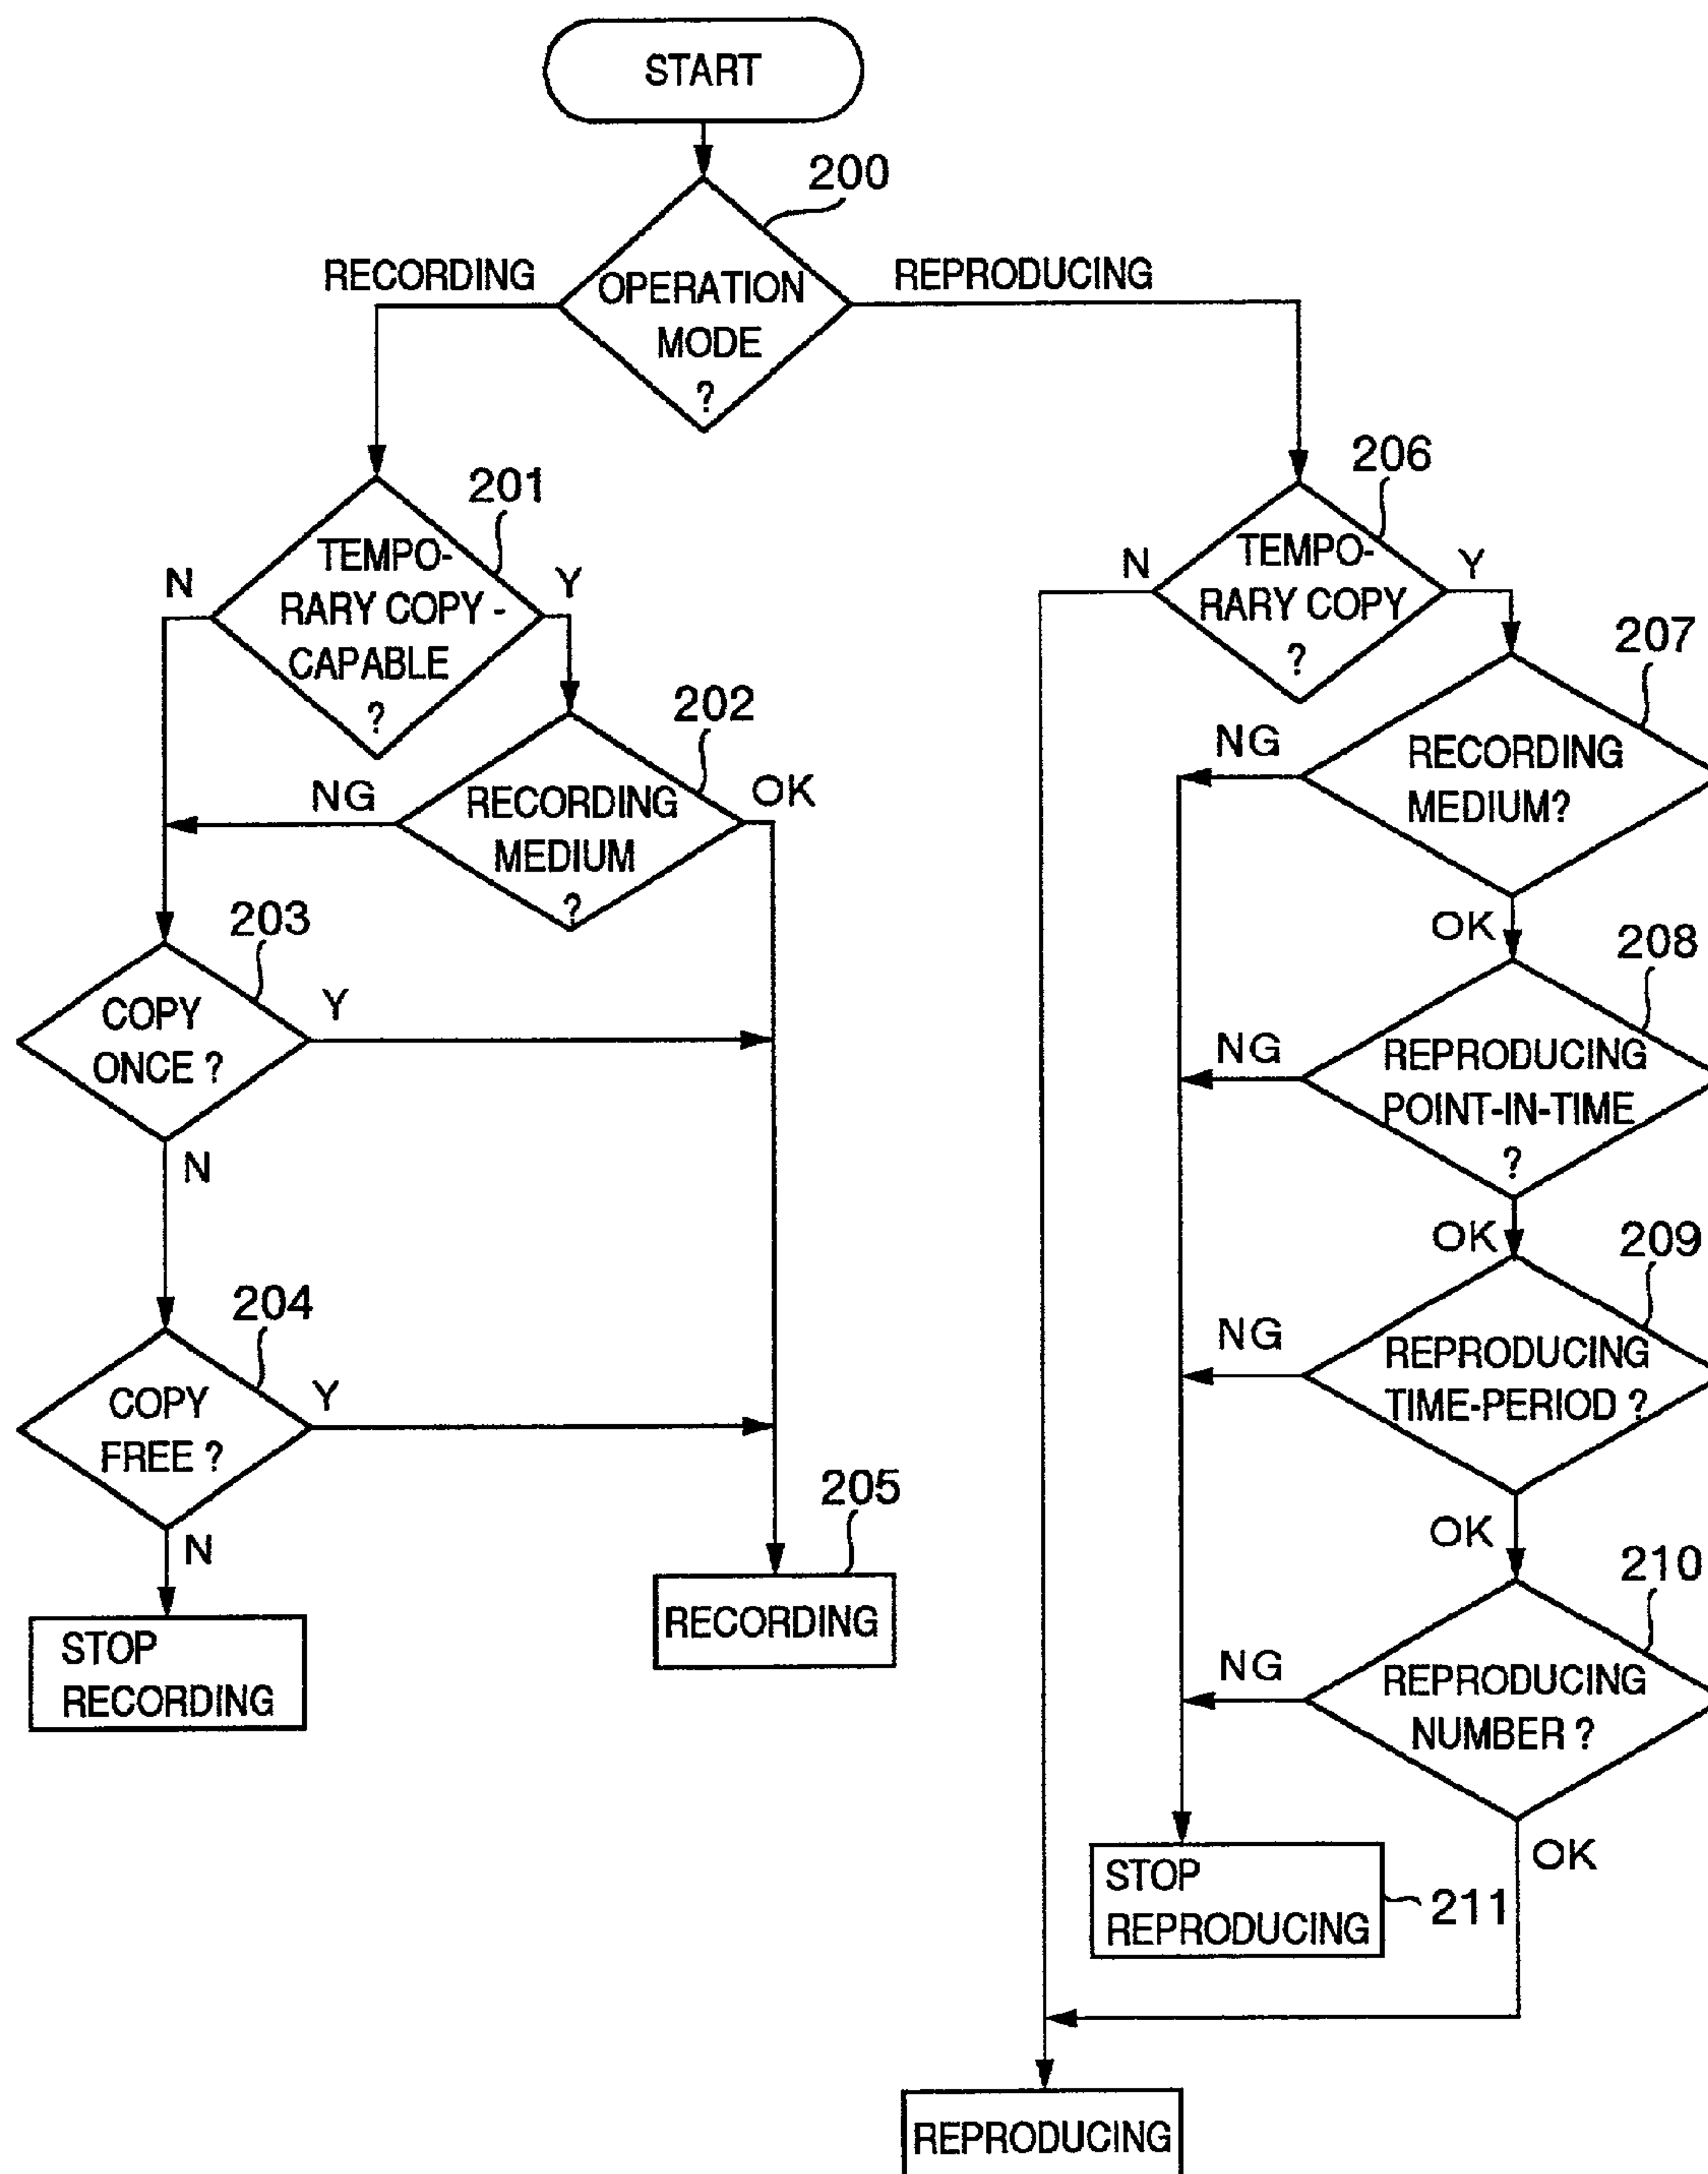 START
200
RECORDING
REPRODUCING
OPERATION
MODE
?
201
TEMPO-
RARY COPY -
CAPABLE
?
N
Y
202
RECORDING
MEDIUM
?
NG
OK
203
COPY
ONCE ?
Y
N
204
COPY
FREE ?
Y
N
STOP
RECORDING
205
RECORDING
206
TEMPO-
RARY COPY
?
N
Y
207
RECORDING
MEDIUM?
NG
OK
208
REPRODUCING
POINT-IN-TIME
?
NG
OK
209
REPRODUCING
TIME-PERIOD ?
NG
OK
210
REPRODUCING
NUMBER ?
NG
OK
STOP
REPRODUCING
211
REPRODUCING